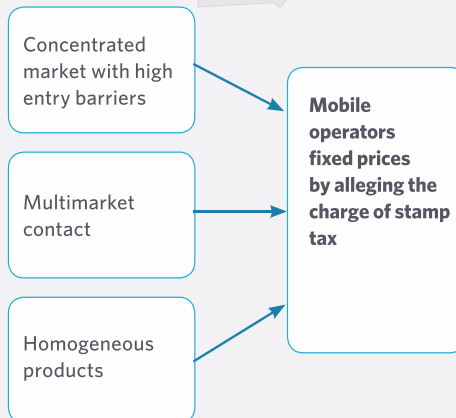 Concentrated
market with high
entry barriers
Multimarket
contact
Homogeneous
products
Mobile
operators
fixed prices
by alleging the
charge of stamp
tax